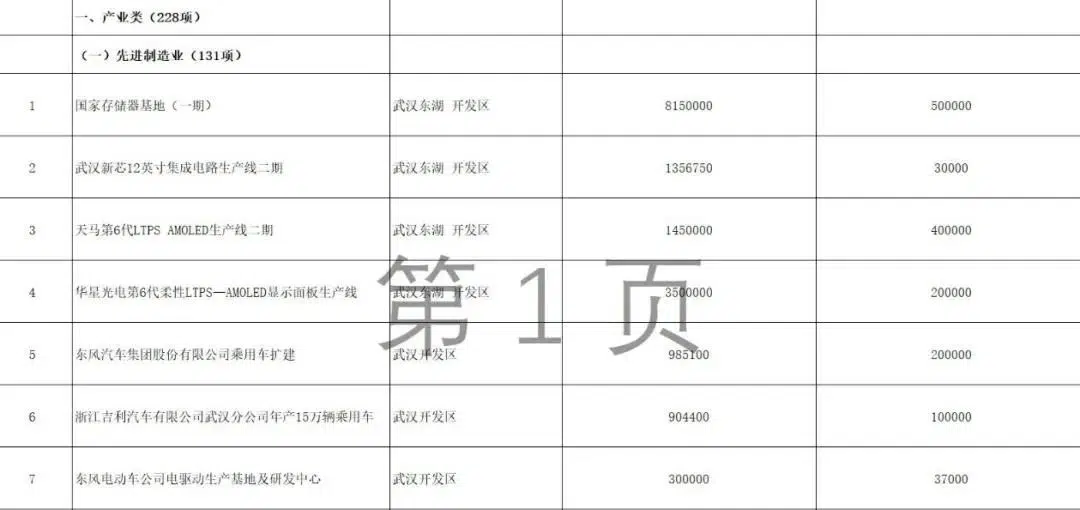 一、产业类（228项）
（一）先进制造业（131项）
1 国家存储器基地（一期） 武汉东湖 开发区 8150000 500000
2 武汉新芯12英寸集成电路生产线二期 武汉东湖 开发区 1356750 30000
3 天马第6代LTPS AMOLED生产线二期 武汉东湖 开发区 1450000 400000
4 华星光电第6代柔性LTPS—AMOLED显示面板生产线 武汉东湖 开发区 3500000 200000
第 1 页
5 东风汽车集团股份有限公司乘用车扩建 武汉开发区 985100 200000
6 浙江吉利汽车有限公司武汉分公司年产15万辆乘用车 武汉开发区 904400 100000
7 东风电动车公司电驱动生产基地及研发中心 武汉开发区 300000 37000